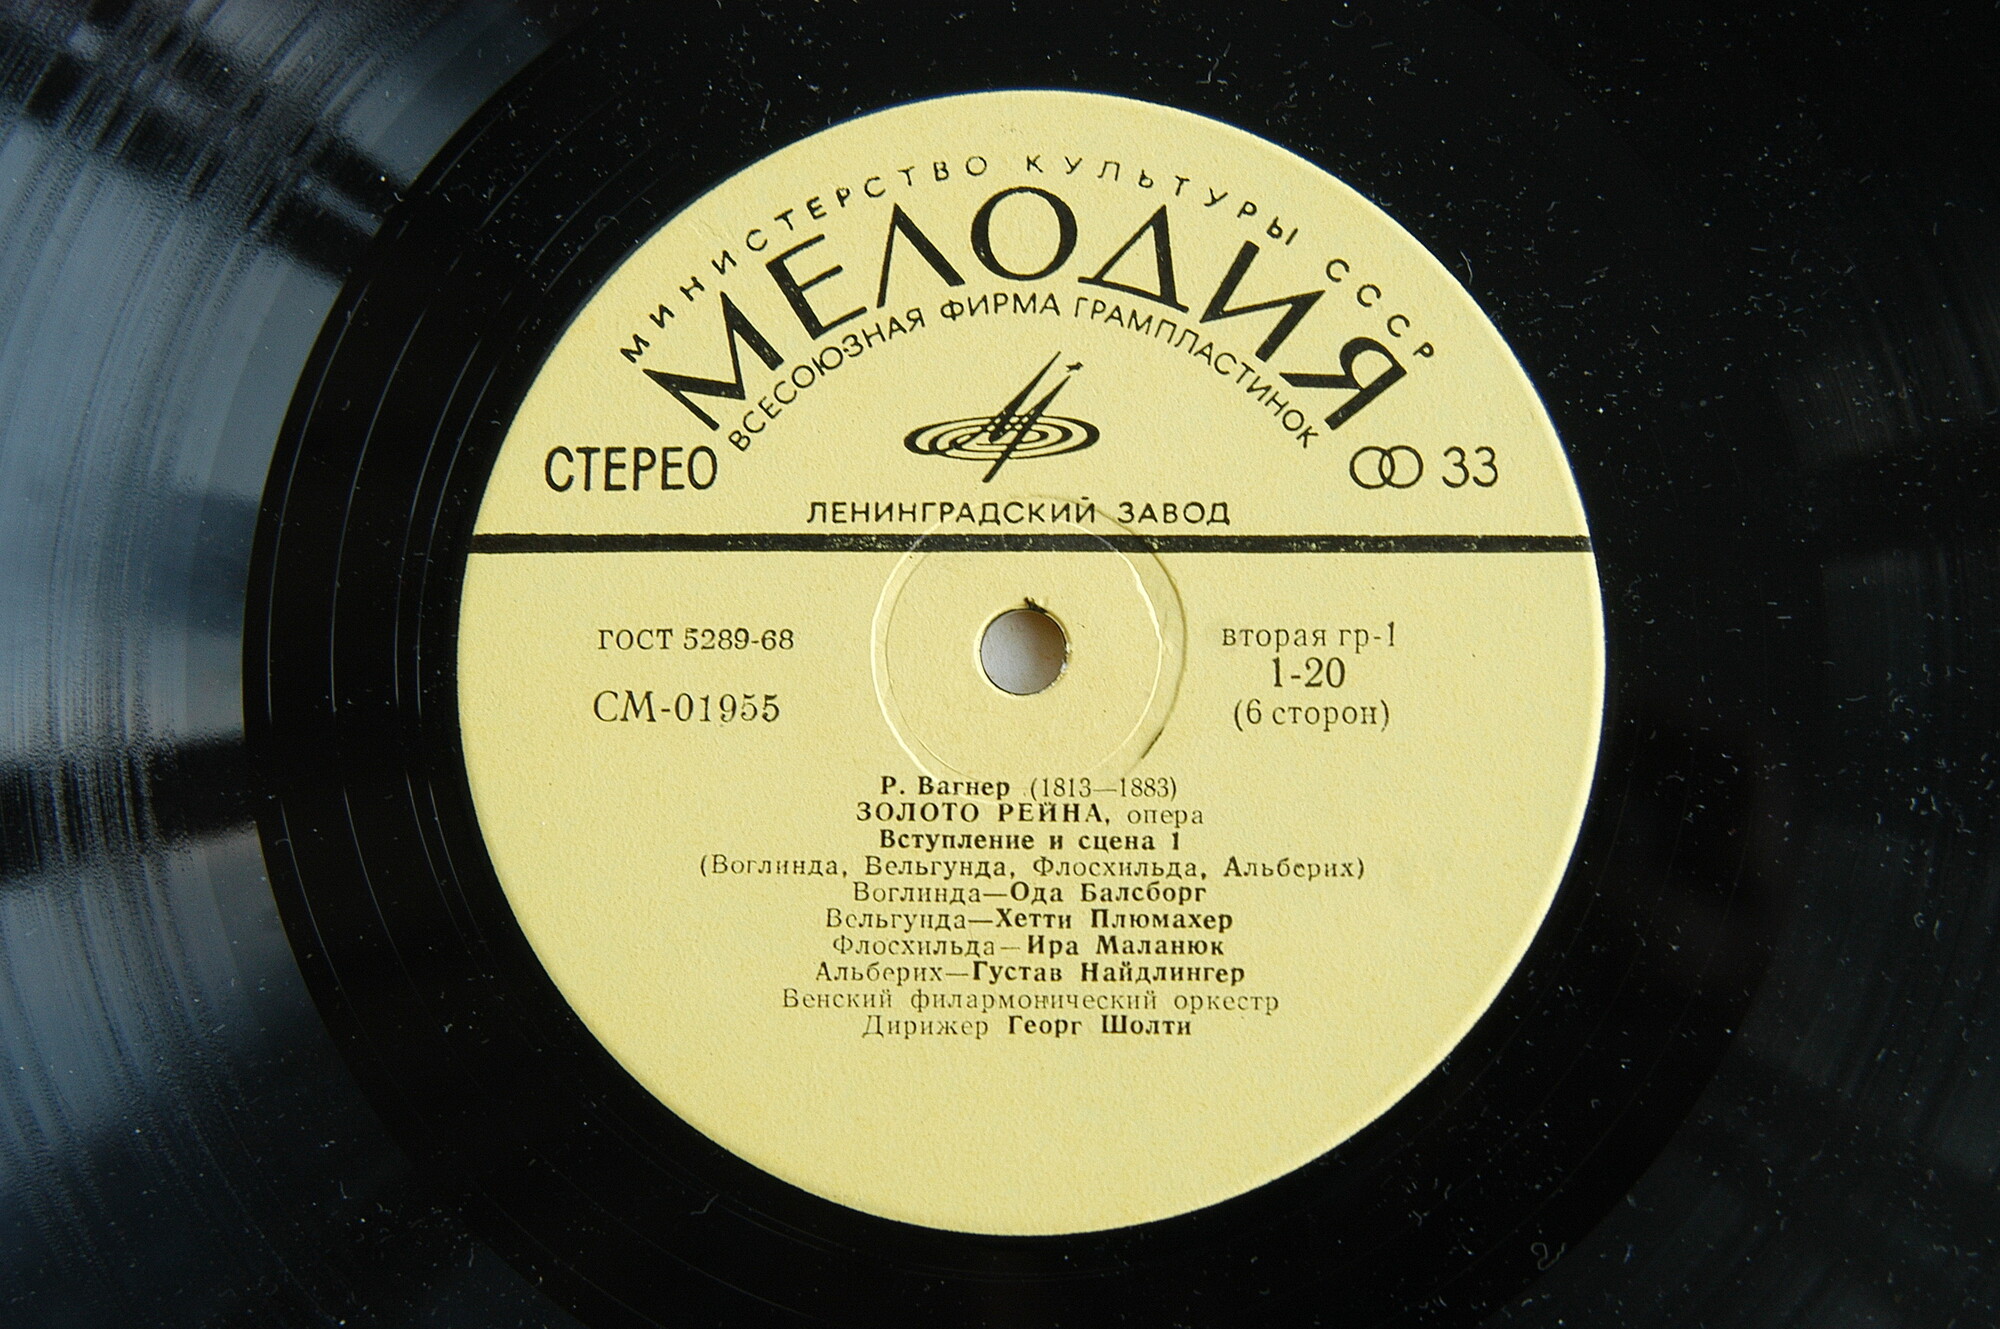 МИНИСТЕРСТВО КУЛЬТУРЫ СССР
МЕЛОДИЯ
ВСЕСОЮЗНАЯ ФИРМА ГРАМПЛАСТИНОК
СТЕРЕО
33
ЛЕНИНГРАДСКИЙ ЗАВОД
ГОСТ 5289-68
СМ-01955
вторая гр-1
1-20
(6 сторон)
Р. Вагнер (1813—1883)
ЗОЛОТО РЕЙНА, опера
Вступление и сцена 1
(Воглинда, Вельгунда, Флосхильда, Альберих)
Воглинда—Ода Балсборг
Вельгунда—Хетти Плюмахер
Флосхильда—Ира Маланюк
Альберих—Густав Найдлингер
Венский филармонический оркестр
Дирижер Георг Шолти